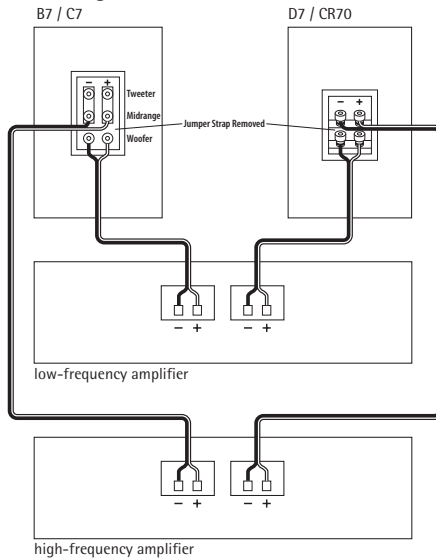 B7 / C7
D7 / CR70
– +
Tweeter
Midrange
Woofer
Jumper Strap Removed
– +
– +
– +
low-frequency amplifier
– +
– +
high-frequency amplifier